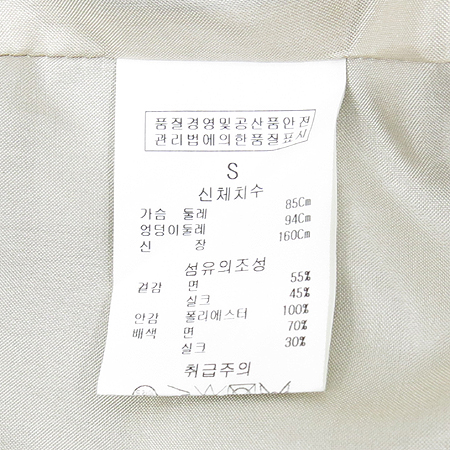 품질경영및공산품안전
관리법에의한품질표시
S
신체치수
가슴 둘레 85Cm
엉덩이둘레 94Cm
신 장 160Cm
섬유의조성
겉감 면 55%
실크 45%
안감 폴리에스터 100%
배색 면 70%
실크 30%
취급주의